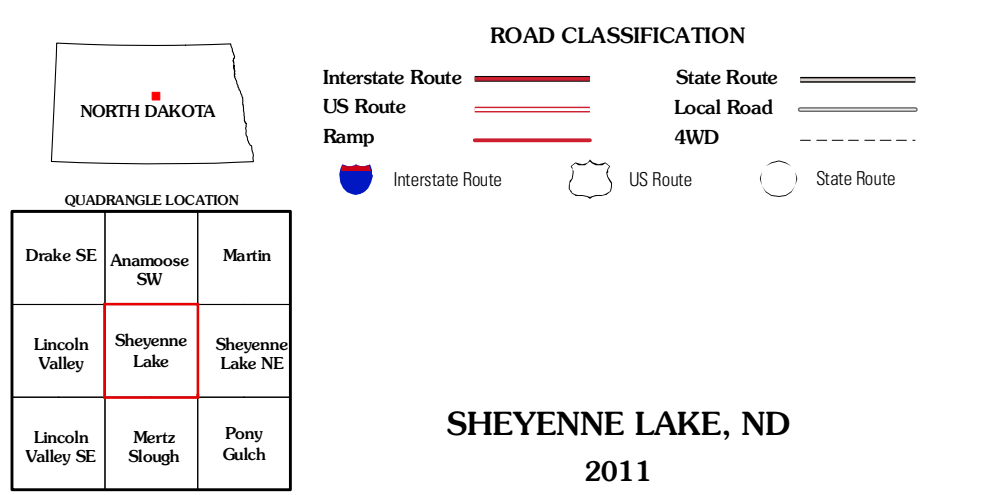 NORTH DAKOTA
QUADRANGLE LOCATION
Drake SE
Anamoose
SW
Martin
Lincoln
Valley
Sheyenne
Lake
Sheyenne
Lake NE
Lincoln
Valley SE
Mertz
Slough
Pony
Gulch
ROAD CLASSIFICATION
Interstate Route
US Route
Ramp
State Route
Local Road
4WD
Interstate Route
US Route
State Route
SHEYENNE LAKE, ND
2011